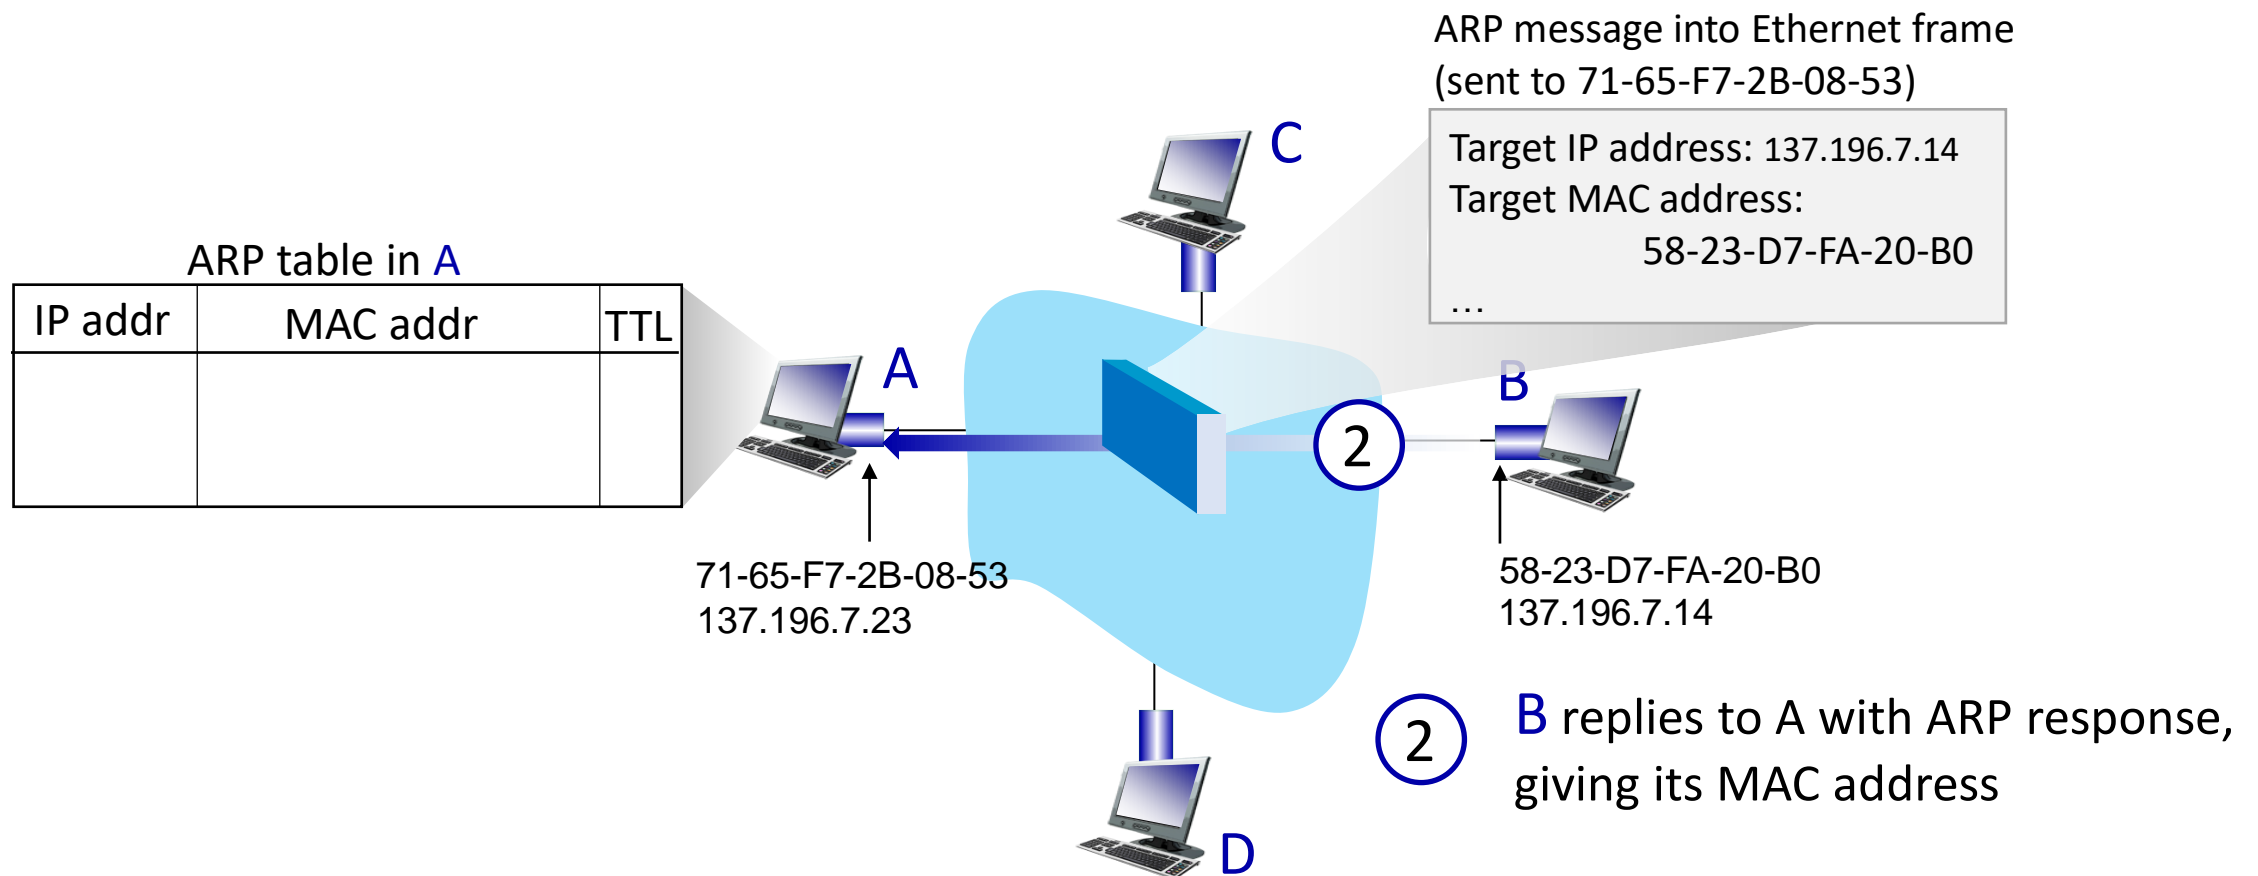 ARP message into Ethernet frame
(sent to 71-65-F7-2B-08-53)
Target IP address: 137.196.7.14
Target MAC address:
58-23-D7-FA-20-B0
…
C
ARP table in A
IP addr MAC addr TTL
A
B
2
71-65-F7-2B-08-53
137.196.7.23
58-23-D7-FA-20-B0
137.196.7.14
2
B replies to A with ARP response,
giving its MAC address
D